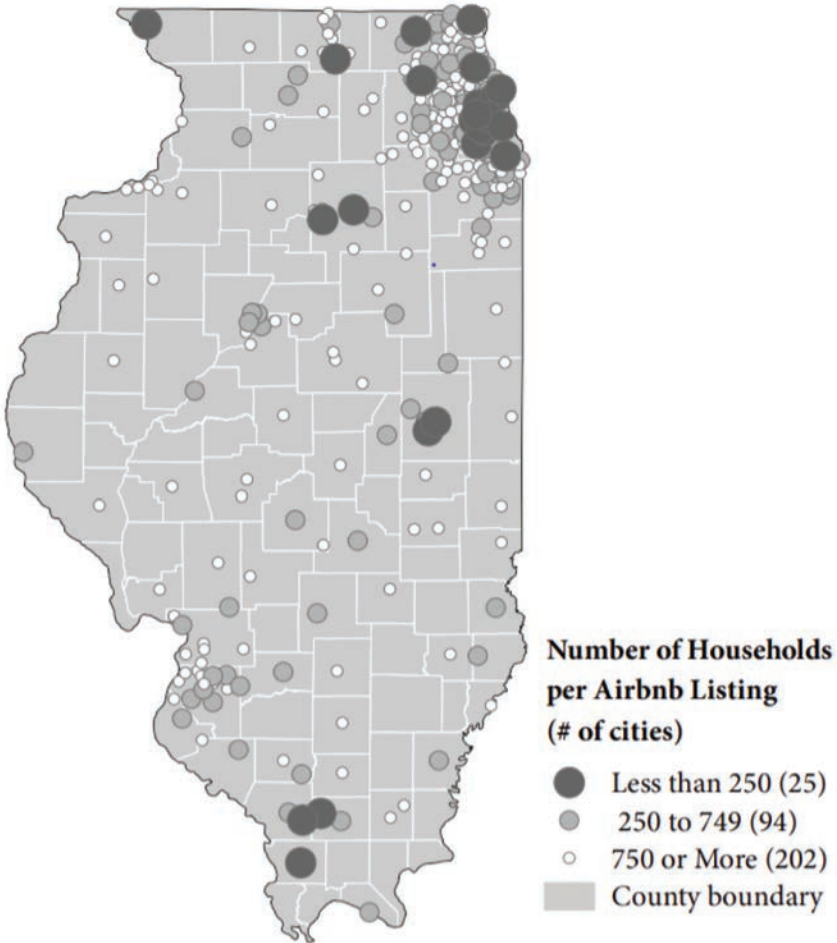 Number of Households
per Airbnb Listing
(# of cities)
Less than 250 (25)
250 to 749 (94)
750 or More (202)
County boundary